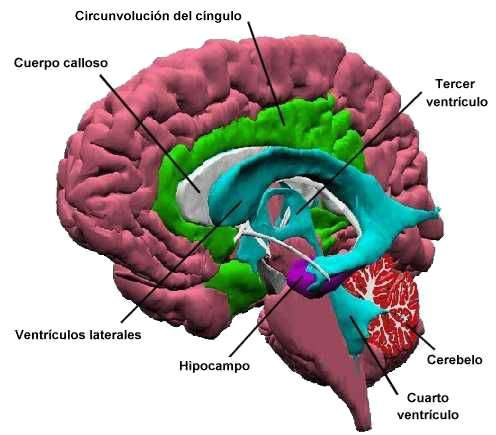 Circunvolución del cíngulo
Cuerpo calloso
Tercer
ventrículo
Ventrículos laterales
Hipocampo
Cerebelo
Cuarto
ventrículo